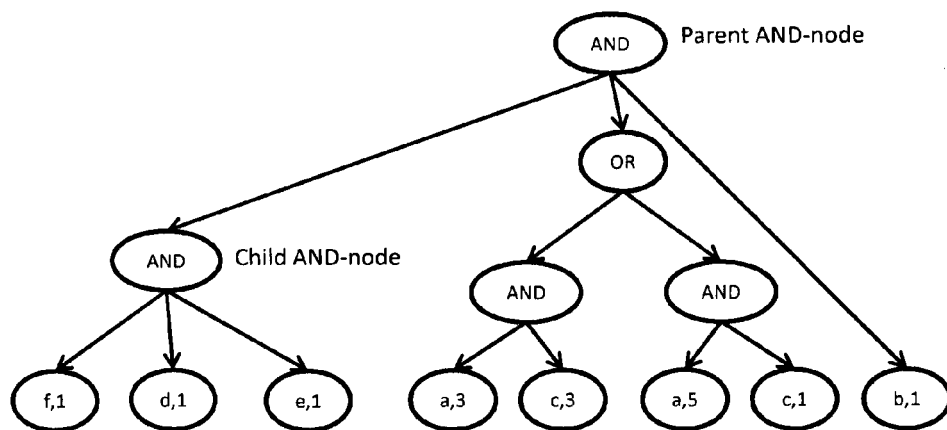 AND Parent AND-node
OR
AND Child AND-node
AND AND
f,1 d,1 e,1 a,3 c,3 a,5 c,1 b,1